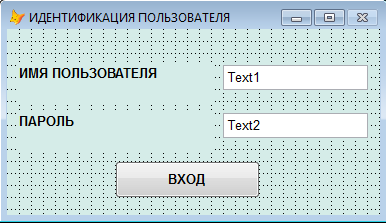 ИДЕНТИФИКАЦИЯ ПОЛЬЗОВАТЕЛЯ
ИМЯ ПОЛЬЗОВАТЕЛЯ Text1
ПАРОЛЬ Text2
ВХОД